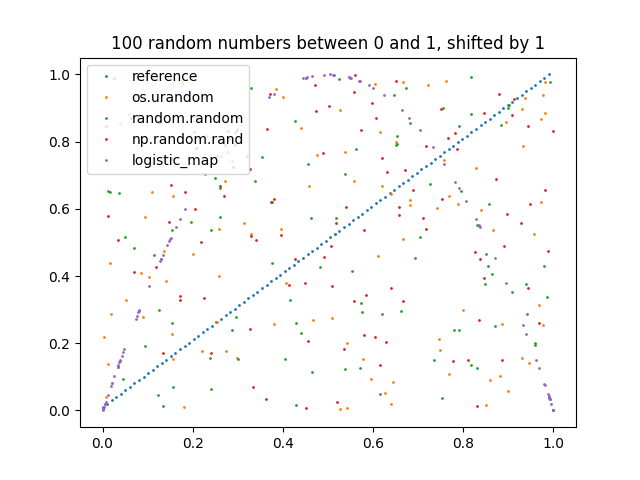 100 random numbers between 0 and 1, shifted by 1
1.0
0.8
0.6
0.4
0.2
0.0
reference
os.urandom
random.random
np.random.rand
logistic_map
0.0 0.2 0.4 0.6 0.8 1.0